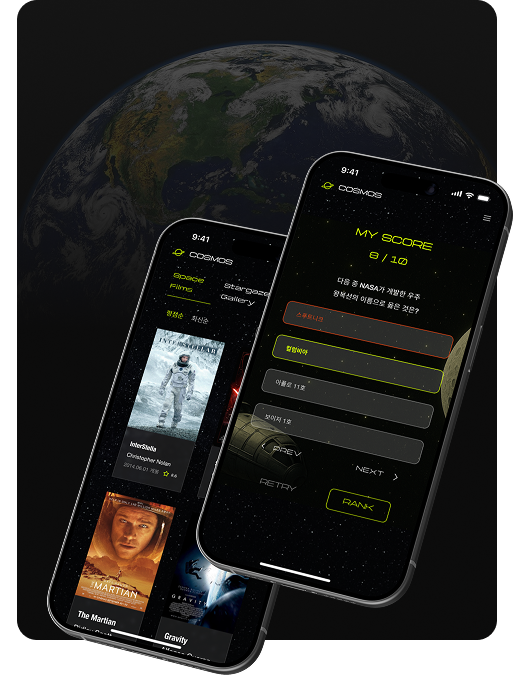 9:41
COSMOS
MY SCORE
8 / 10
다음 중 NASA가 개발한 우주
왕복선의 이름으로 옳은 것은?
스푸트니크
컬럼비아
아폴로 11호
보이저 1호
PREV
NEXT
RETRY
RANK
9:41
COSMOS
Space
Films
Stargaze
Gallery
평점순
최신순
INTERSTELLAR
InterStella
Christopher Nolan
2014.06.01 개봉
THE MARTIAN
GRAVITY
The Martian
Gravity